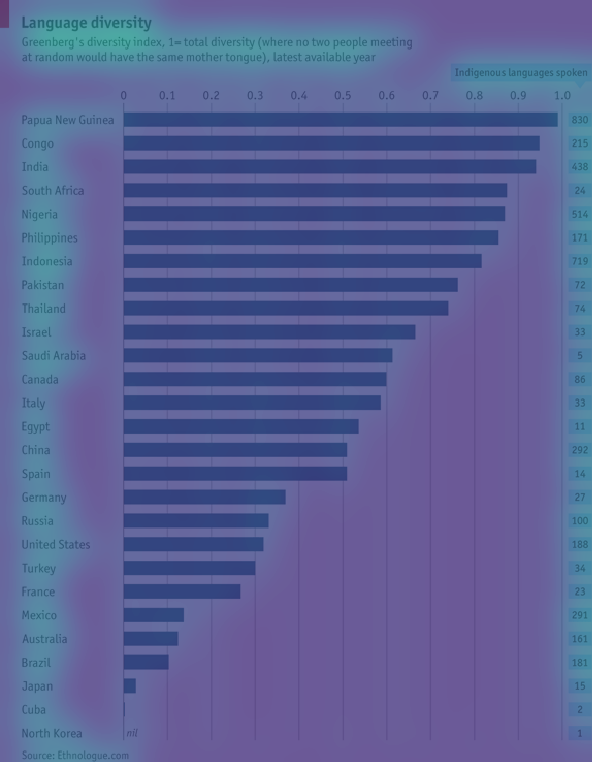 Language diversity
Greenberg's diversity index, 1= total diversity (where no two people meeting
at random would have the same mother tongue), latest available year
Indigenous languages spoken
0 0.1 0.2 0.3 0.4 0.5 0.6 0.7 0.8 0.9 1.0
Papua New Guinea 830
Congo 215
India 438
South Africa 24
Nigeria 514
Philippines 171
Indonesia 719
Pakistan 72
Thailand 74
Israel 33
Saudi Arabia 5
Canada 86
Italy 33
Egypt 11
China 292
Spain 14
Germany 27
Russia 100
United States 188
Turkey 34
France 23
Mexico 291
Australia 161
Brazil 181
Japan 15
Cuba 2
North Korea nil 1
Source: Ethnologue.com